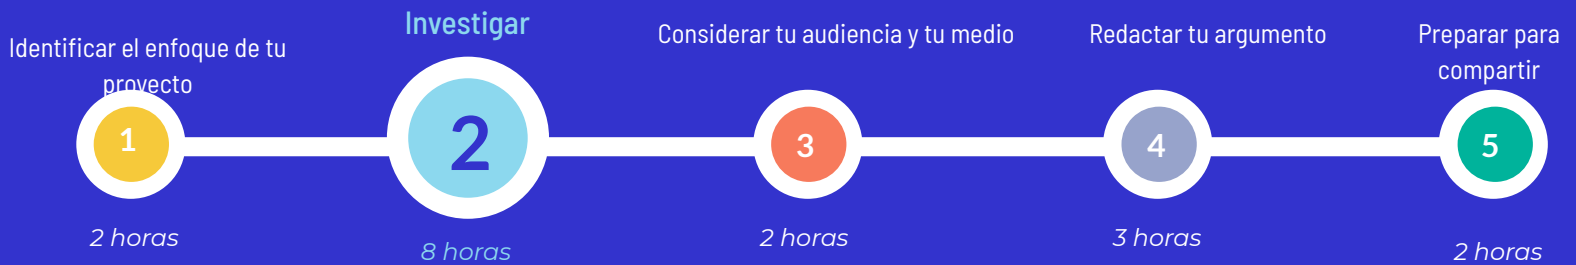 Identificar el enfoque de tu
proyecto
1
2 horas
Investigar
2
8 horas
Considerar tu audiencia y tu medio
3
2 horas
Redactar tu argumento
4
3 horas
Preparar para
compartir
5
2 horas